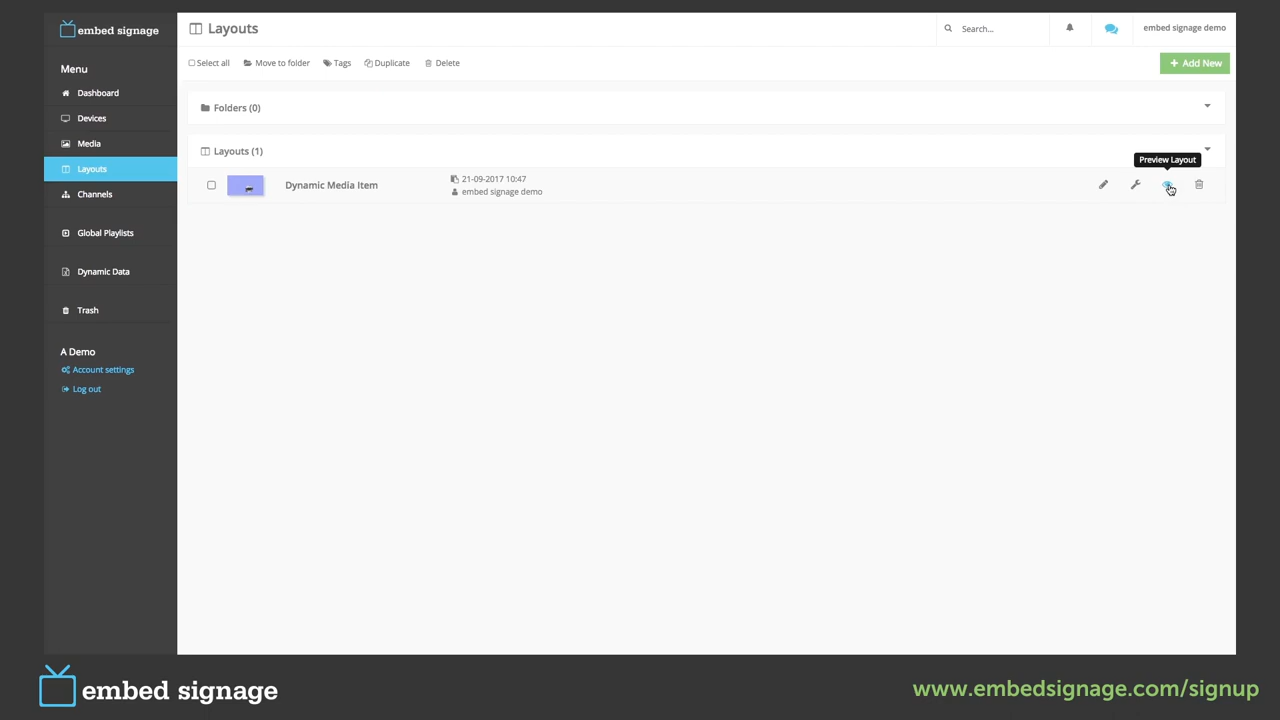 embed signage
Layouts
Search...
embed signage demo
Menu
Dashboard
Devices
Media
Layouts
Channels
Global Playlists
Dynamic Data
Trash
A Demo
Account settings
Log out
Select all
Move to folder
Tags
Duplicate
Delete
+ Add New
Folders (0)
Layouts (1)
Preview Layout
Dynamic Media Item
21-09-2017 10:47
embed signage demo
embed signage
www.embedsignage.com/signup